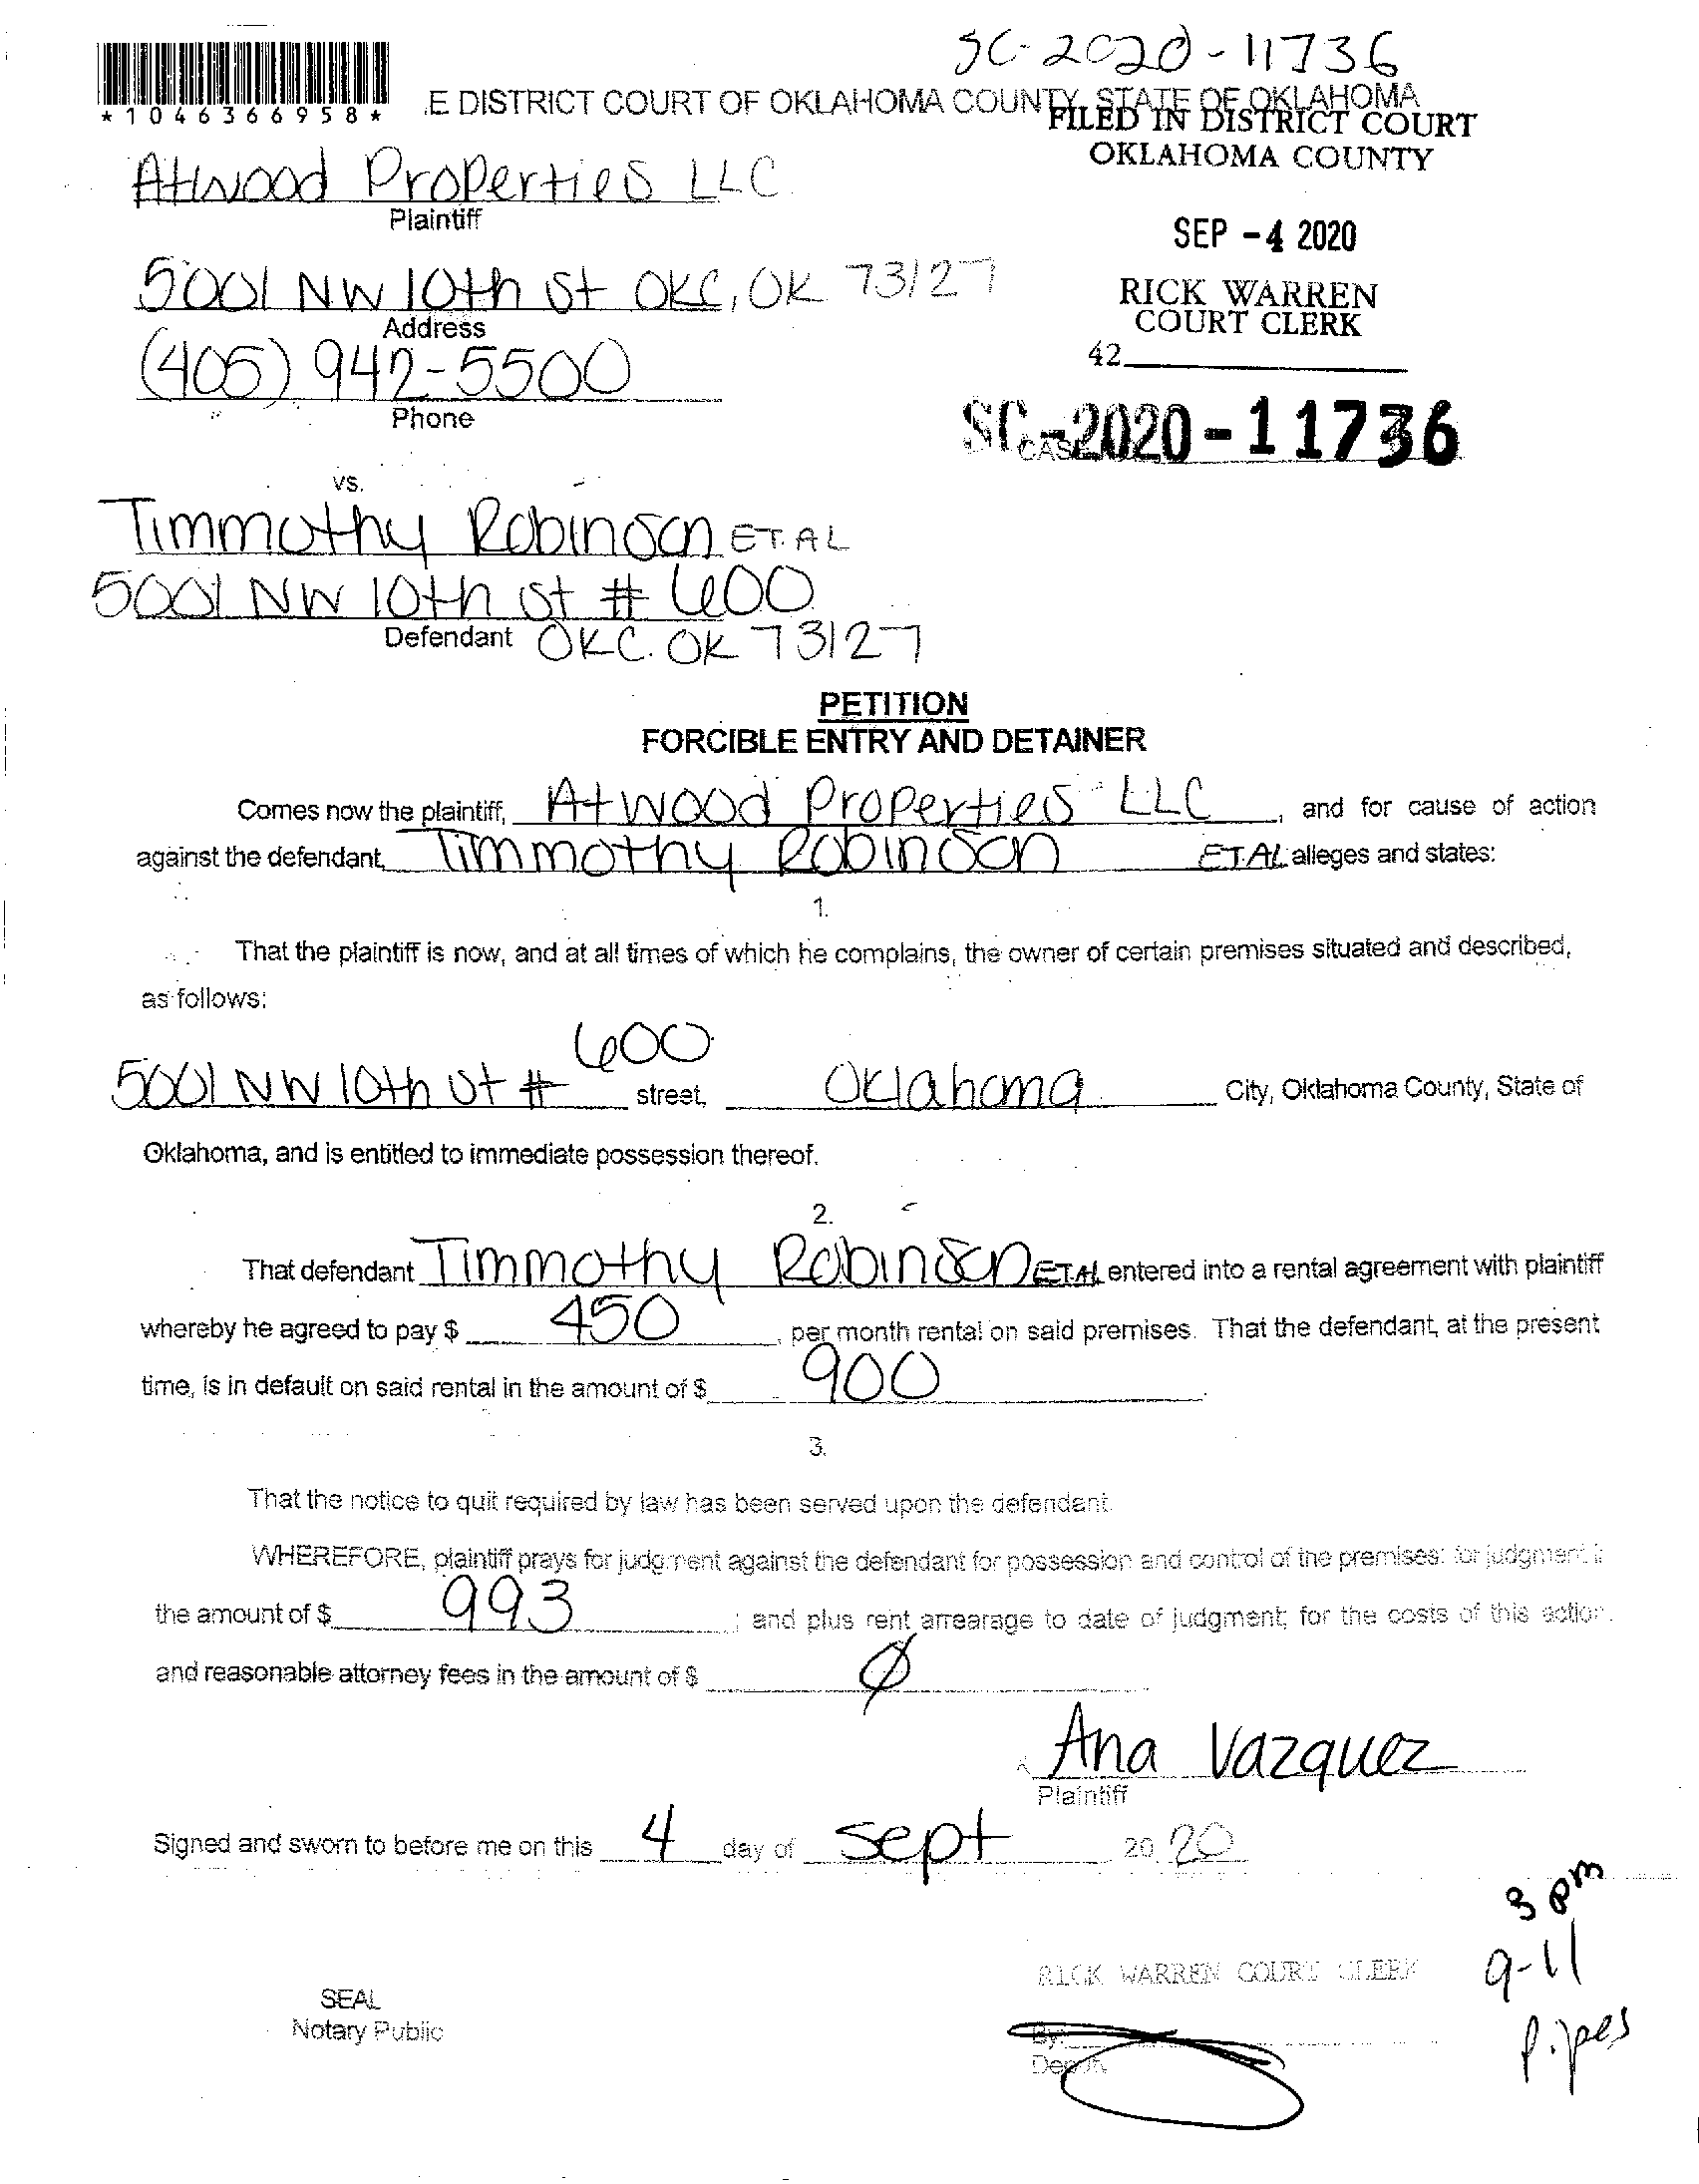 SC-2020-11736
*1046366958*
.E DISTRICT COURT OF OKLAHOMA COUNTY, STATE OF OKLAHOMA
FILED IN DISTRICT COURT
OKLAHOMA COUNTY
Atwood Properties LLC
Plaintiff
SEP -4 2020
5001 NW 10th St OKC, OK 73127
Address
RICK WARREN
COURT CLERK
(405) 942-5500
Phone
42
SC-2020-11736
CASE
vs.
Timmothy Robinson ET. AL
5001 NW 10th St # 600
Defendant OKC. OK 73127
PETITION
FORCIBLE ENTRY AND DETAINER
Comes now the plaintiff, Atwood Properties LLC, and for cause of action
against the defendant, Timmothy Robinson ET.AL alleges and states:
1.
That the plaintiff is now, and at all times of which he complains, the owner of certain premises situated and described,
as follows:
5001 NW 10th St # 600 street, Oklahoma City, Oklahoma County, State of
Oklahoma, and is entitled to immediate possession thereof.
2.
That defendant Timmothy Robinson ET.AL entered into a rental agreement with plaintiff
whereby he agreed to pay $ 450, per month rental on said premises. That the defendant, at the present
time, is in default on said rental in the amount of $ 900.
3.
That the notice to quit required by law has been served upon the defendant.
WHEREFORE, plaintiff prays for judgment against the defendant for possession and control of the premises: for judgment i
the amount of $ 993; and plus rent arrearage to date of judgment; for the costs of this action.
and reasonable attorney fees in the amount of $ Ø
Ana Vazquez
Plaintiff
Signed and sworn to before me on this 4 day of Sept 2020
3 pm
9-11
Pipes
RICK WARREN COURT CLERK
SEAL
Notary Public
By:
Deputy